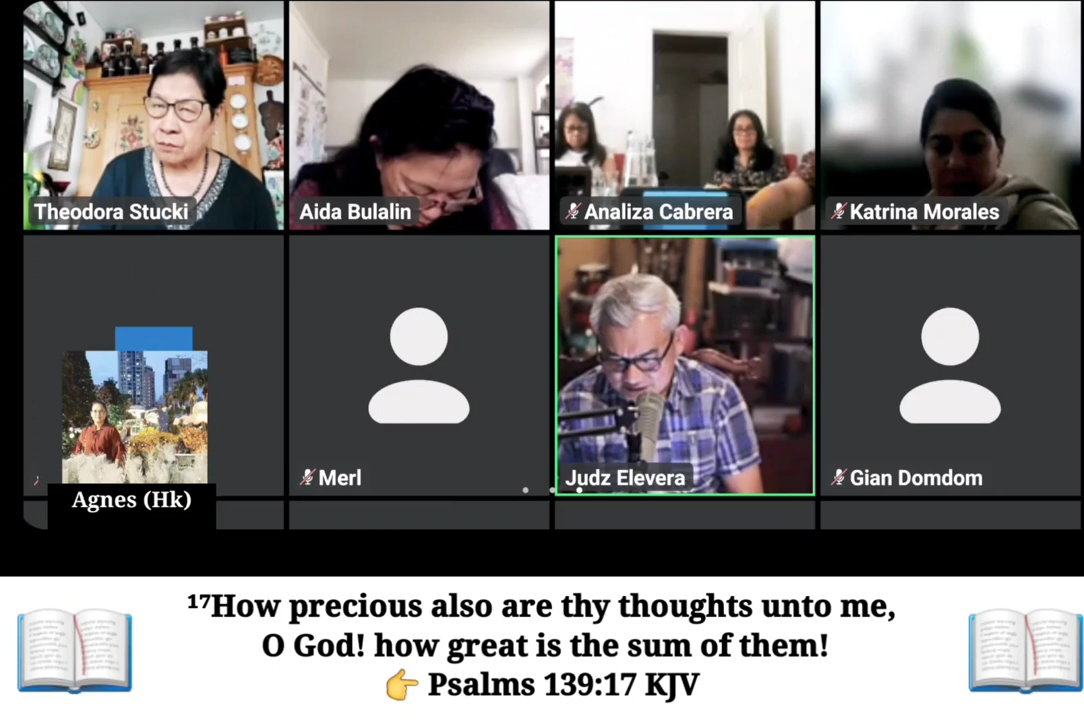 Theodora Stucki
Aida Bulalin
Analiza Cabrera
Katrina Morales
Agnes (Hk)
Merl
Judz Elevera
Gian Domdom
¹⁷How precious also are thy thoughts unto me,
O God! how great is the sum of them!
👉 Psalms 139:17 KJV